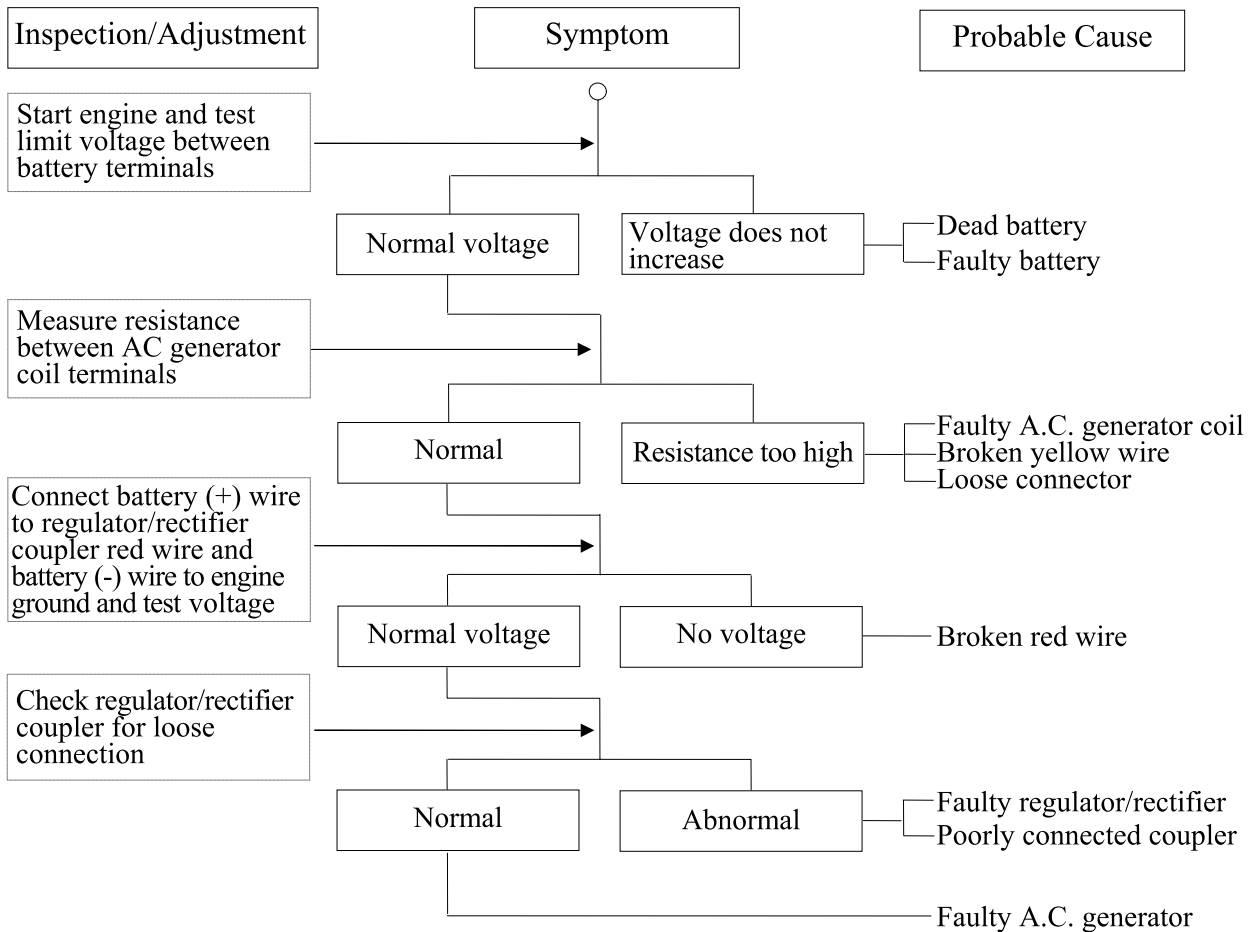 Inspection/Adjustment
Symptom
Probable Cause
Start engine and test
limit voltage between
battery terminals
Normal voltage
Voltage does not
increase
Dead battery
Faulty battery
Measure resistance
between AC generator
coil terminals
Normal
Resistance too high
Faulty A.C. generator coil
Broken yellow wire
Loose connector
Connect battery (+) wire
to regulator/rectifier
coupler red wire and
battery (-) wire to engine
ground and test voltage
Normal voltage
No voltage
Broken red wire
Check regulator/rectifier
coupler for loose
connection
Normal
Abnormal
Faulty regulator/rectifier
Poorly connected coupler
Faulty A.C. generator